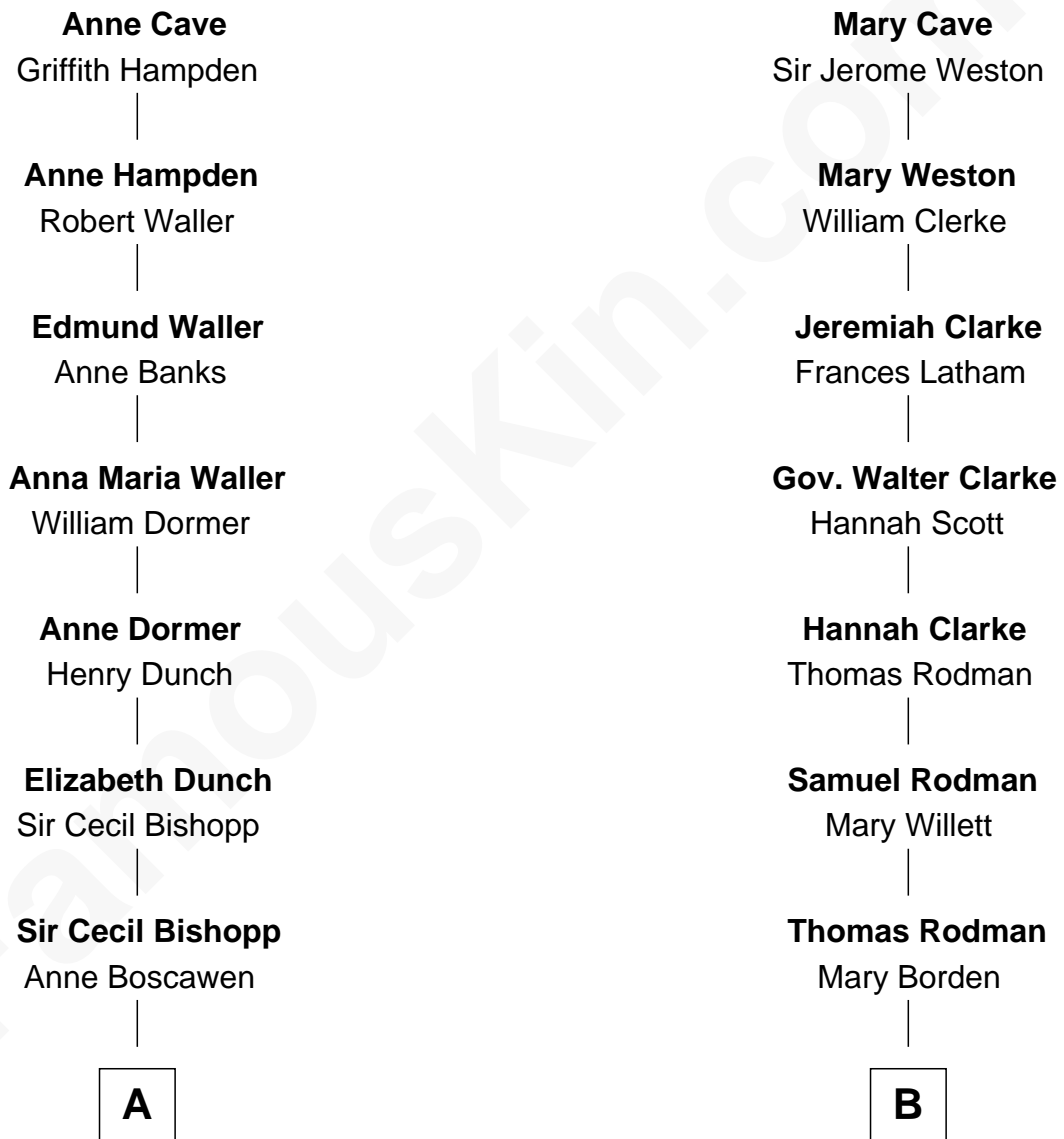 Anne Cave
Griffith Hampden
Anne Hampden
Robert Waller
Edmund Waller
Anne Banks
Anna Maria Waller
William Dormer
Anne Dormer
Henry Dunch
Elizabeth Dunch
Sir Cecil Bishopp
Sir Cecil Bishopp
Anne Boscawen
A
Mary Cave
Sir Jerome Weston
Mary Weston
William Clerke
Jeremiah Clarke
Frances Latham
Gov. Walter Clarke
Hannah Scott
Hannah Clarke
Thomas Rodman
Samuel Rodman
Mary Willett
Thomas Rodman
Mary Borden
B
FamousKin.com